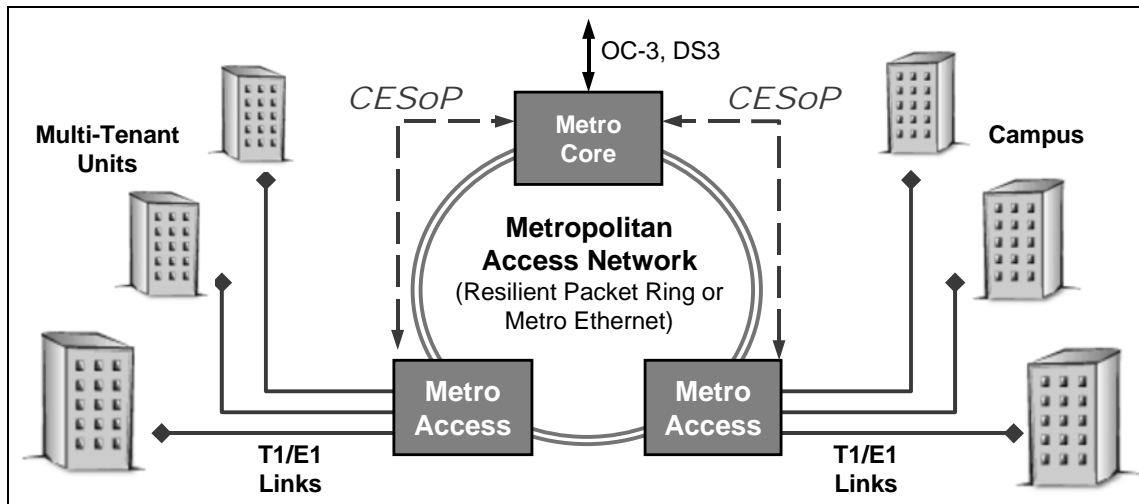 OC-3, DS3
CESoP
CESoP
Metro
Core
Multi-Tenant
Units
Campus
Metropolitan
Access Network
(Resilient Packet Ring or
Metro Ethernet)
Metro
Access
Metro
Access
T1/E1
Links
T1/E1
Links